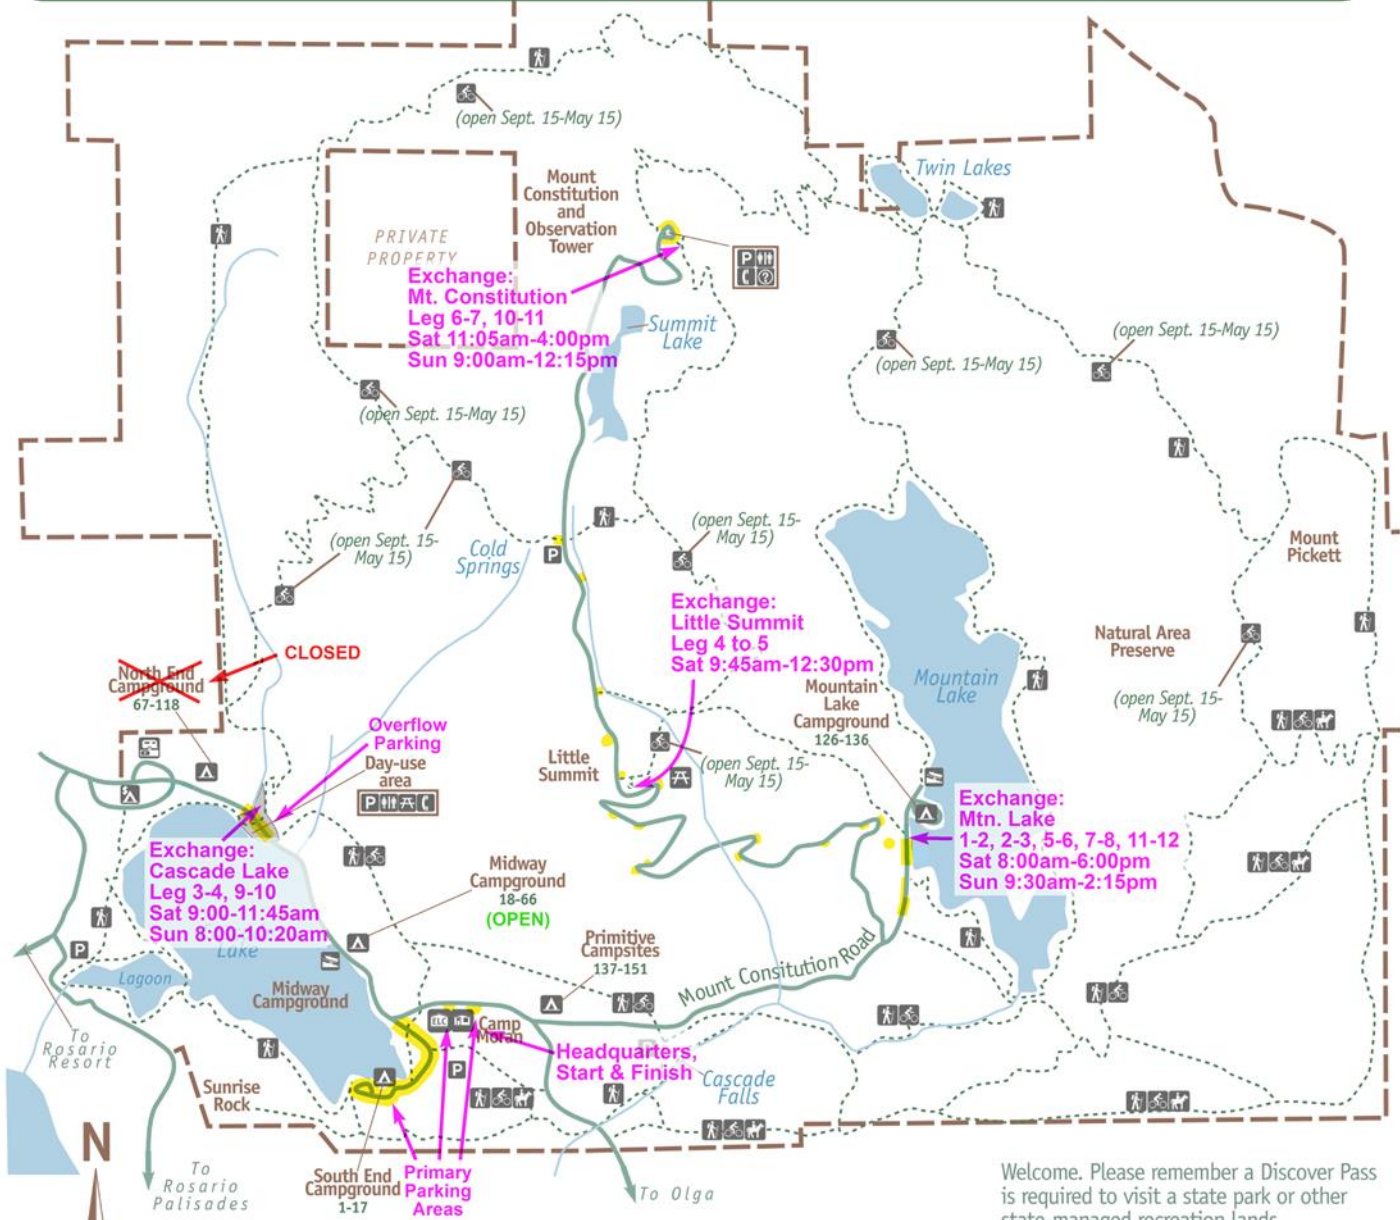 (open Sept. 15-May 15)
Twin Lakes
Mount
Constitution
and
Observation
Tower
PRIVATE
PROPERTY
Exchange:
Mt. Constitution
Leg 6-7, 10-11
Sat 11:05am-4:00pm
Sun 9:00am-12:15pm
P
?
Summit
Lake
(open Sept. 15-May 15)
(open Sept. 15-May 15)
(open Sept. 15-May 15)
(open Sept. 15-
May 15)
Cold
Springs
P
(open Sept. 15-
May 15)
Mount
Pickett
Exchange:
Little Summit
Leg 4 to 5
Sat 9:45am-12:30pm
Natural Area
Preserve
(open Sept. 15-
May 15)
CLOSED
North End
Campground
67-118
Mountain
Lake
Campground
126-136
Mountain
Lake
Overflow
Parking
Day-use
area
P
Little
Summit
(open Sept. 15-
May 15)
Exchange:
Mtn. Lake
1-2, 2-3, 5-6, 7-8, 11-12
Sat 8:00am-6:00pm
Sun 9:30am-2:15pm
Exchange:
Cascade Lake
Leg 3-4, 9-10
Sat 9:00-11:45am
Sun 8:00-10:20am
Lake
Midway
Campground
18-66
(OPEN)
P
Lagoon
Midway
Campground
Primitive
Campsites
137-151
Mount Consitution Road
ELC
Camp
Moran
P
To
Rosario
Resort
Headquarters,
Start & Finish
P
Cascade
Falls
Sunrise
Rock
N
To
Rosario
Palisades
South End
Campground
1-17
Primary
Parking
Areas
To Olga
Welcome. Please remember a Discover Pass
is required to visit a state park or other
state-managed recreation lands